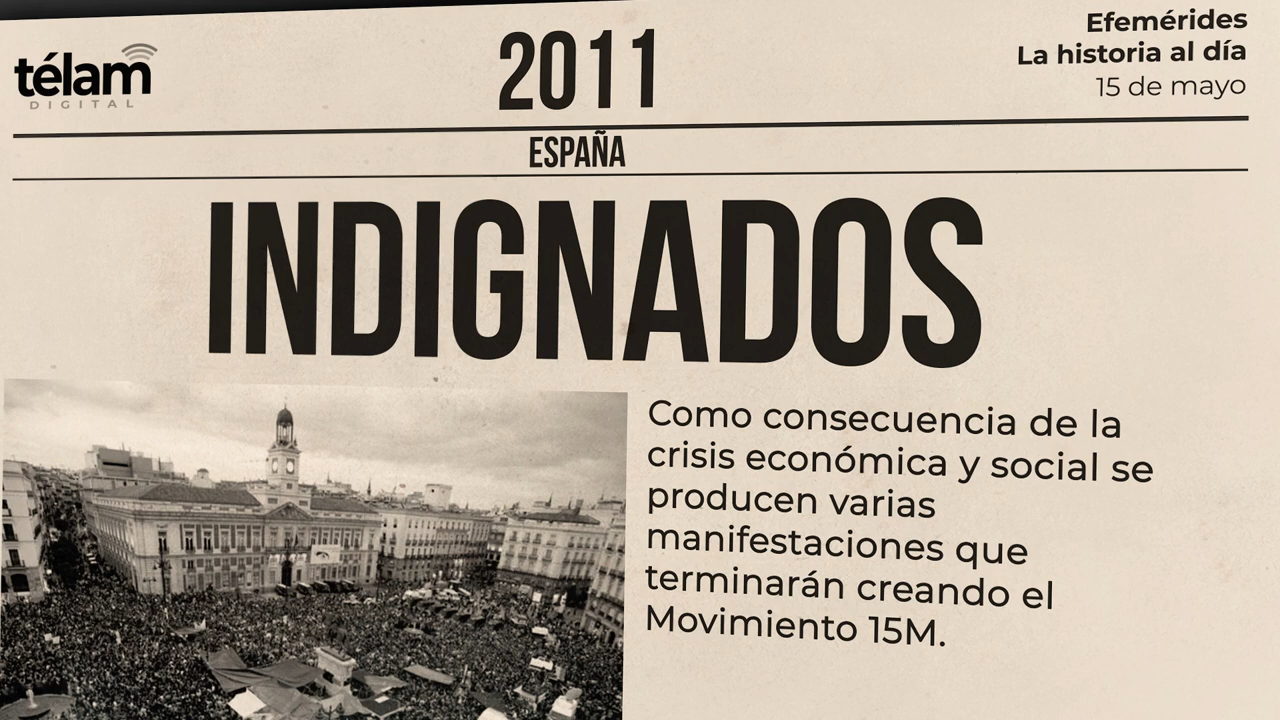 télam
DIGITAL
2011
Efemérides
La historia al día
15 de mayo
ESPAÑA
INDIGNADOS
Como consecuencia de la
crisis económica y social se
producen varias
manifestaciones que
terminarán creando el
Movimiento 15M.